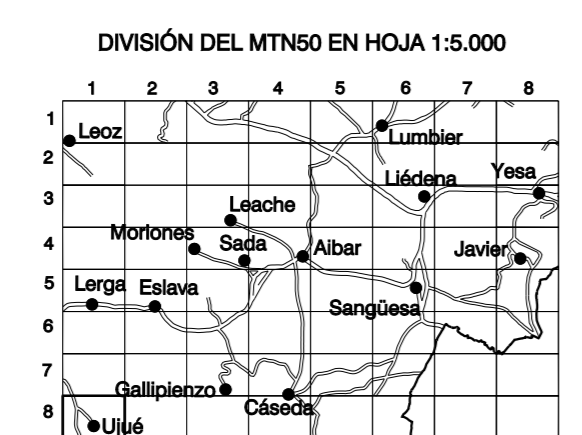 DIVISIÓN DEL MTN50 EN HOJA 1:5.000
1 2 3 4 5 6 7 8
1
Leoz
Lumbier
2
Liédena
Yesa
3
Leache
Moriones
4
Sada
Aibar
Javier
5
Lerga
Eslava
Sangüesa
6
7
Gallipienzo
Cáseda
8
Ujué